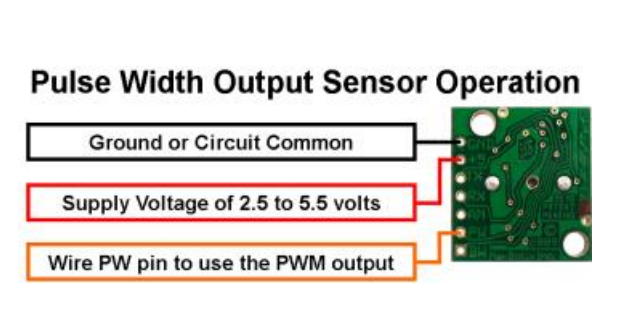 Pulse Width Output Sensor Operation
Ground or Circuit Common
Supply Voltage of 2.5 to 5.5 volts
Wire PW pin to use the PWM output